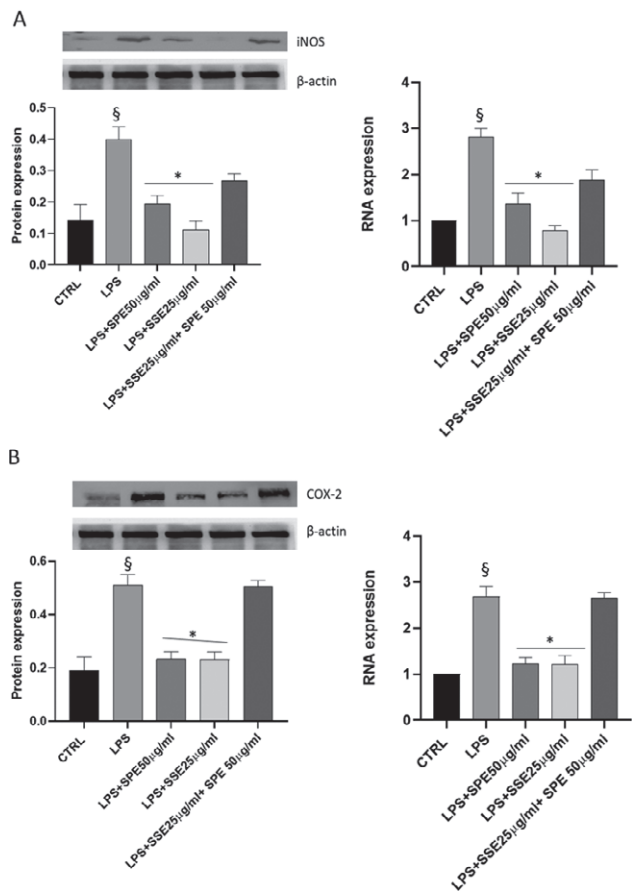 A
iNOS
β-actin
Protein expression
0.5
0.4
0.3
0.2
0.1
0.0
§
*
CTRL
LPS
LPS+SPE50μg/ml
LPS+SSE25μg/ml
LPS+SSE25μg/ml+ SPE 50μg/ml
RNA expression
4
3
2
1
0
§
*
CTRL
LPS
LPS+SPE50μg/ml
LPS+SSE25μg/ml
LPS+SSE25μg/ml+ SPE 50μg/ml
B
COX-2
β-actin
Protein expression
0.6
0.4
0.2
0.0
§
*
CTRL
LPS
LPS+SPE50μg/ml
LPS+SSE25μg/ml
LPS+SSE25μg/ml+ SPE 50μg/ml
RNA expression
4
3
2
1
0
§
*
CTRL
LPS
LPS+SPE50μg/ml
LPS+SSE25μg/ml
LPS+SSE25μg/ml+ SPE 50μg/ml